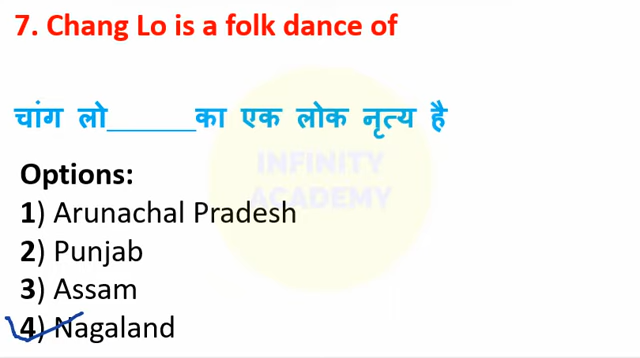 7. Chang Lo is a folk dance of
चांग लो______का एक लोक नृत्य है
INFINITY
ACADEMY
Options:
1) Arunachal Pradesh
2) Punjab
3) Assam
4) Nagaland